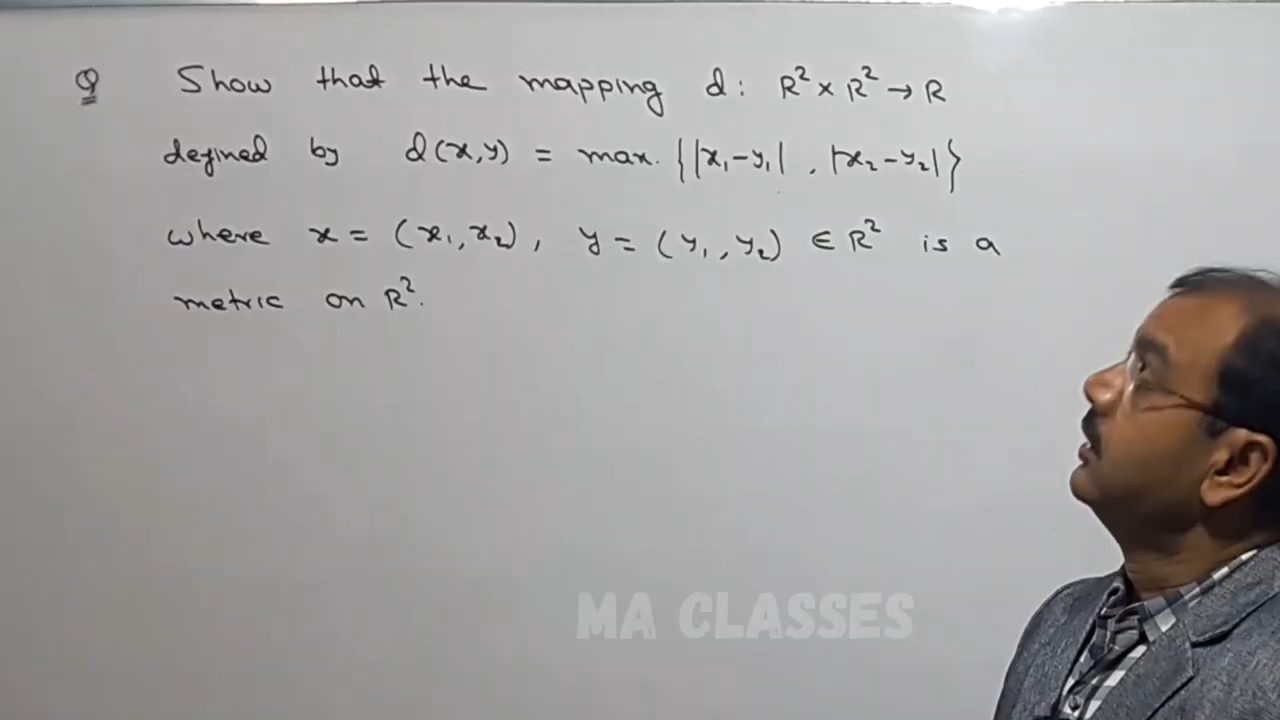 Q Show that the mapping d: R² × R² → R
defined by d(x,y) = max. {|x₁-y₁| , |x₂-y₂|}
where x = (x₁,x₂), y = (y₁,y₂) ∈ R² is a
metric on R².
MA CLASSES